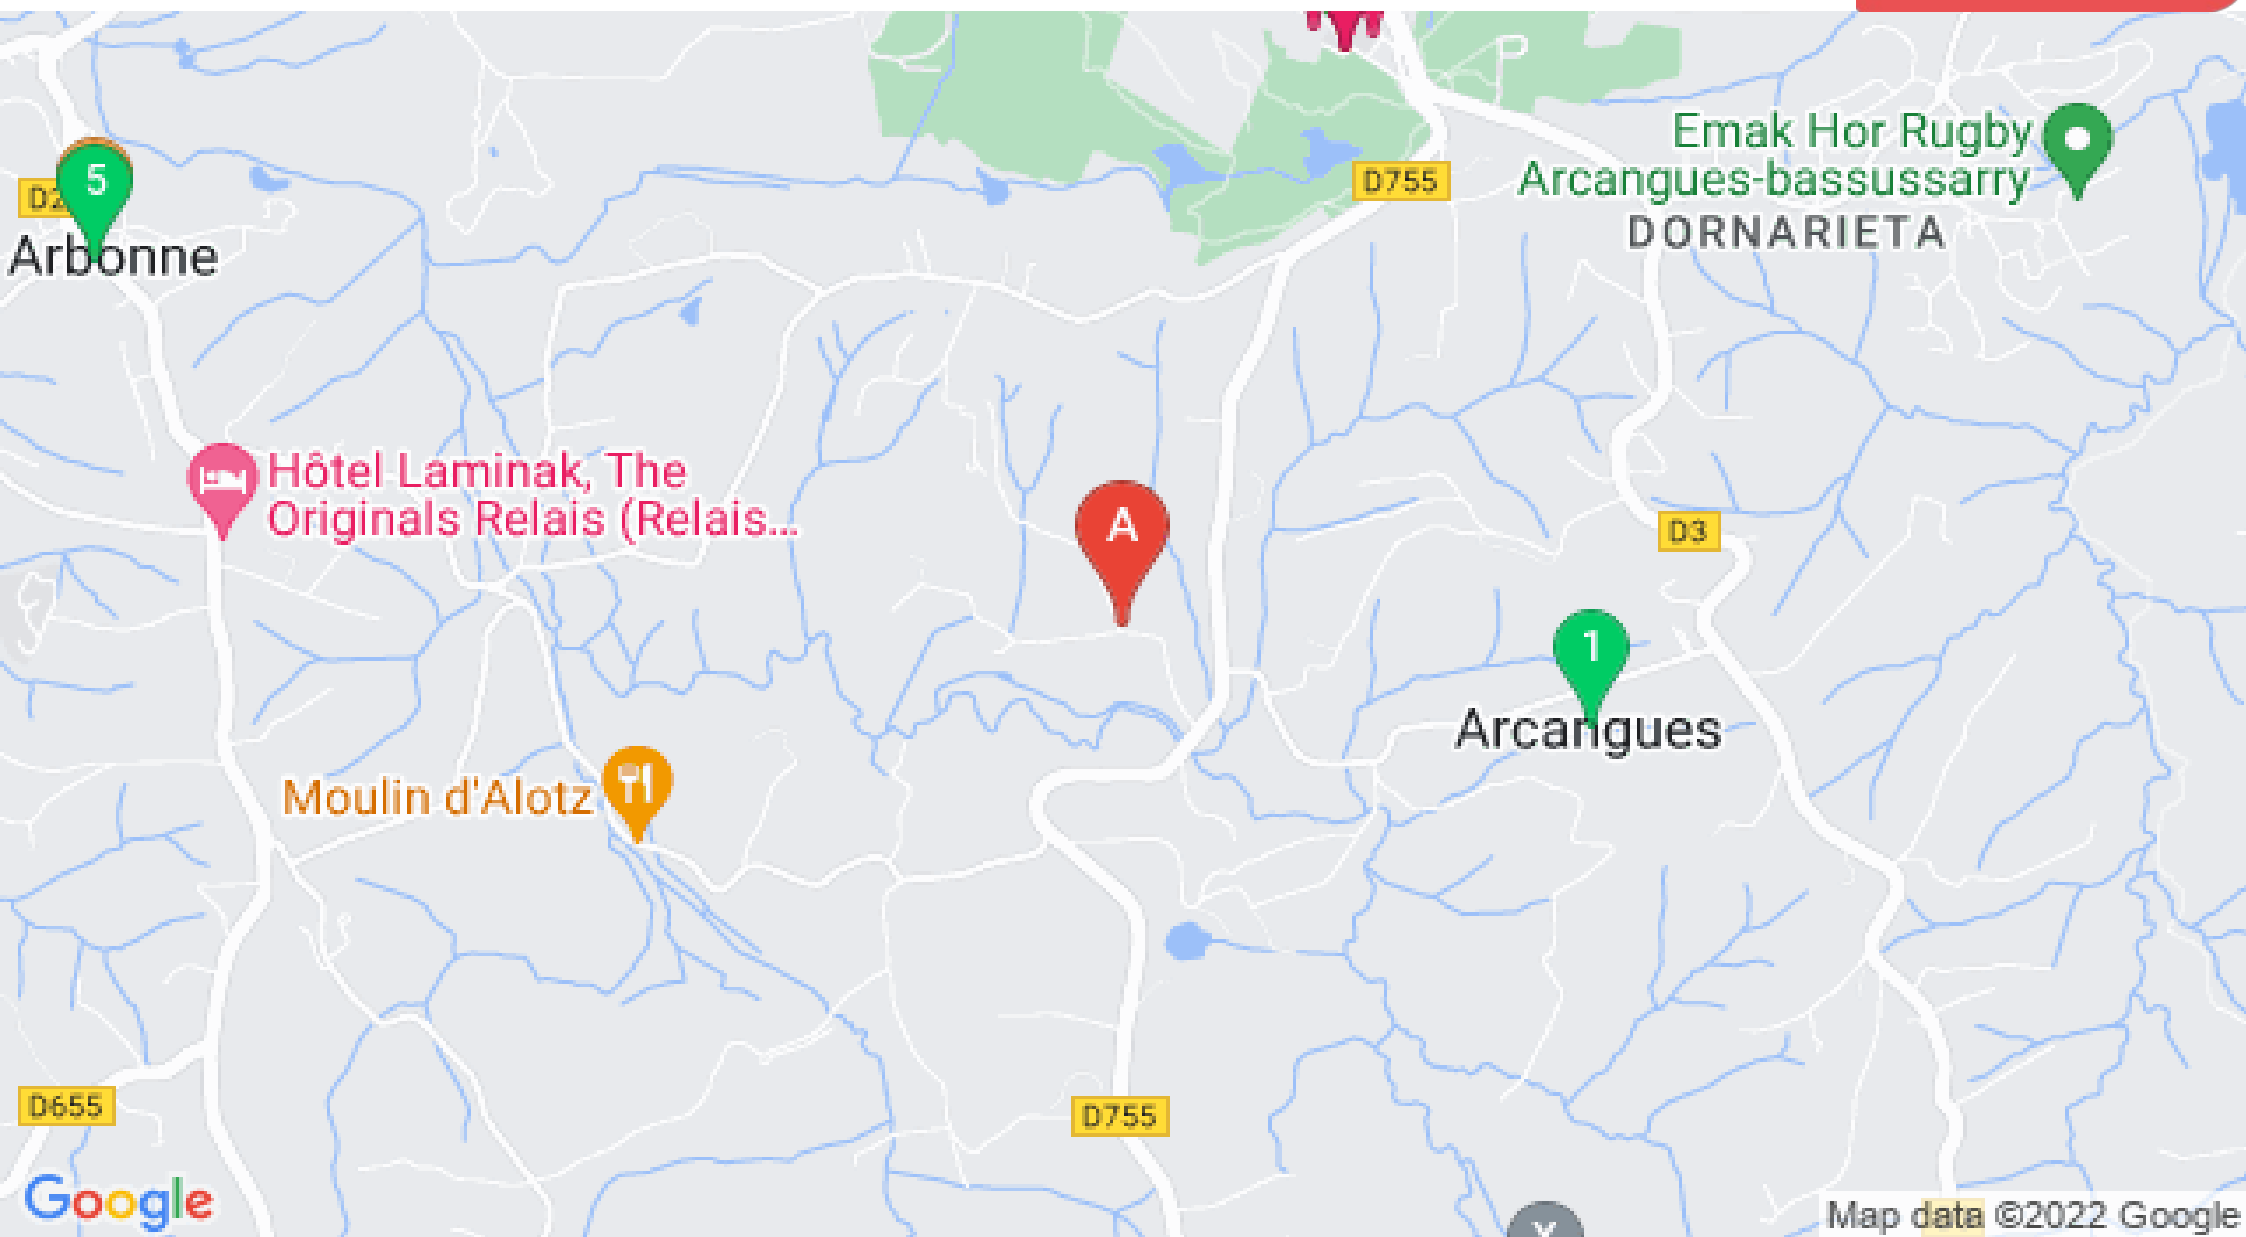 Emak Hor Rugby
Arcangues-bassussarry
DORNARIETA
D755
5
Arbonne
Hôtel Laminak, The
Originals Relais (Relais...
A
D3
1
Arcangues
Moulin d'Alotz
D655
D755
Google
Map data ©2022 Google